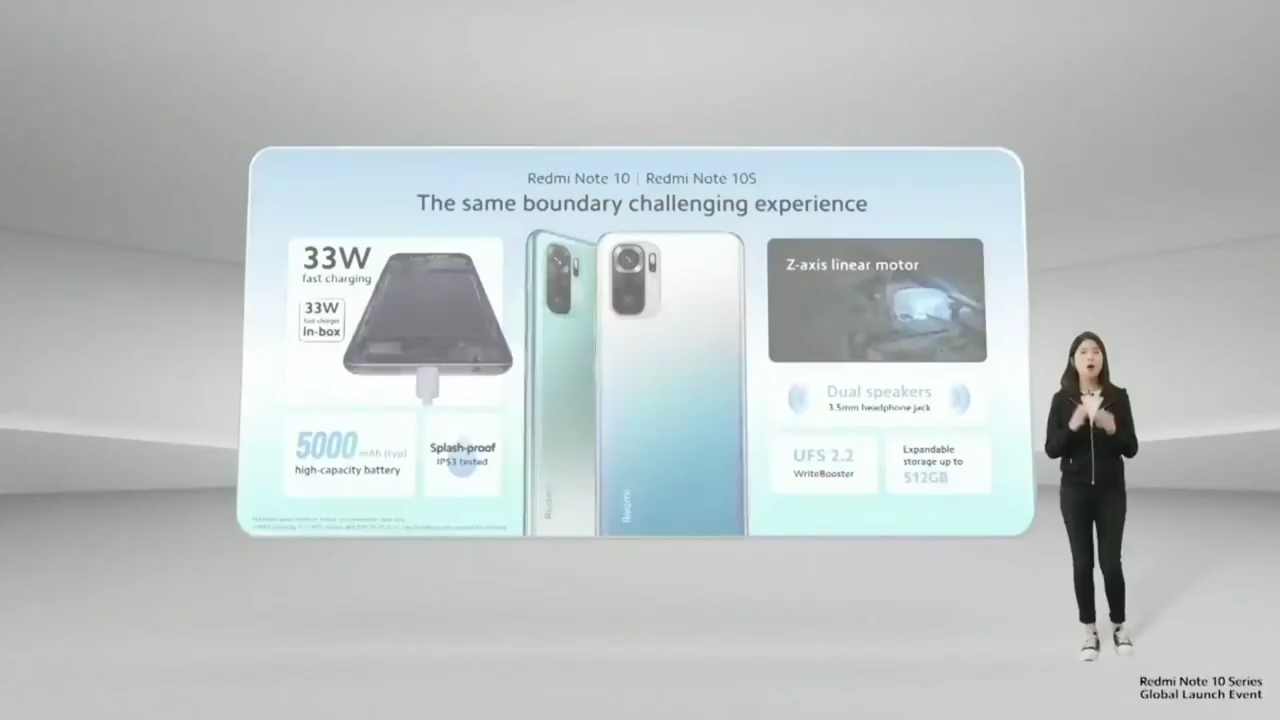 Redmi Note 10 | Redmi Note 10S
The same boundary challenging experience
33W
fast charging
33W
fast charger
in-box
5000 mAh (typ)
high-capacity battery
Splash-proof
IP53 tested
Redmi
Redmi
Z-axis linear motor
Dual speakers
3.5mm headphone jack
UFS 2.2
WriteBooster
Expandable
storage up to
512GB
Redmi Note 10 Series
Global Launch Event